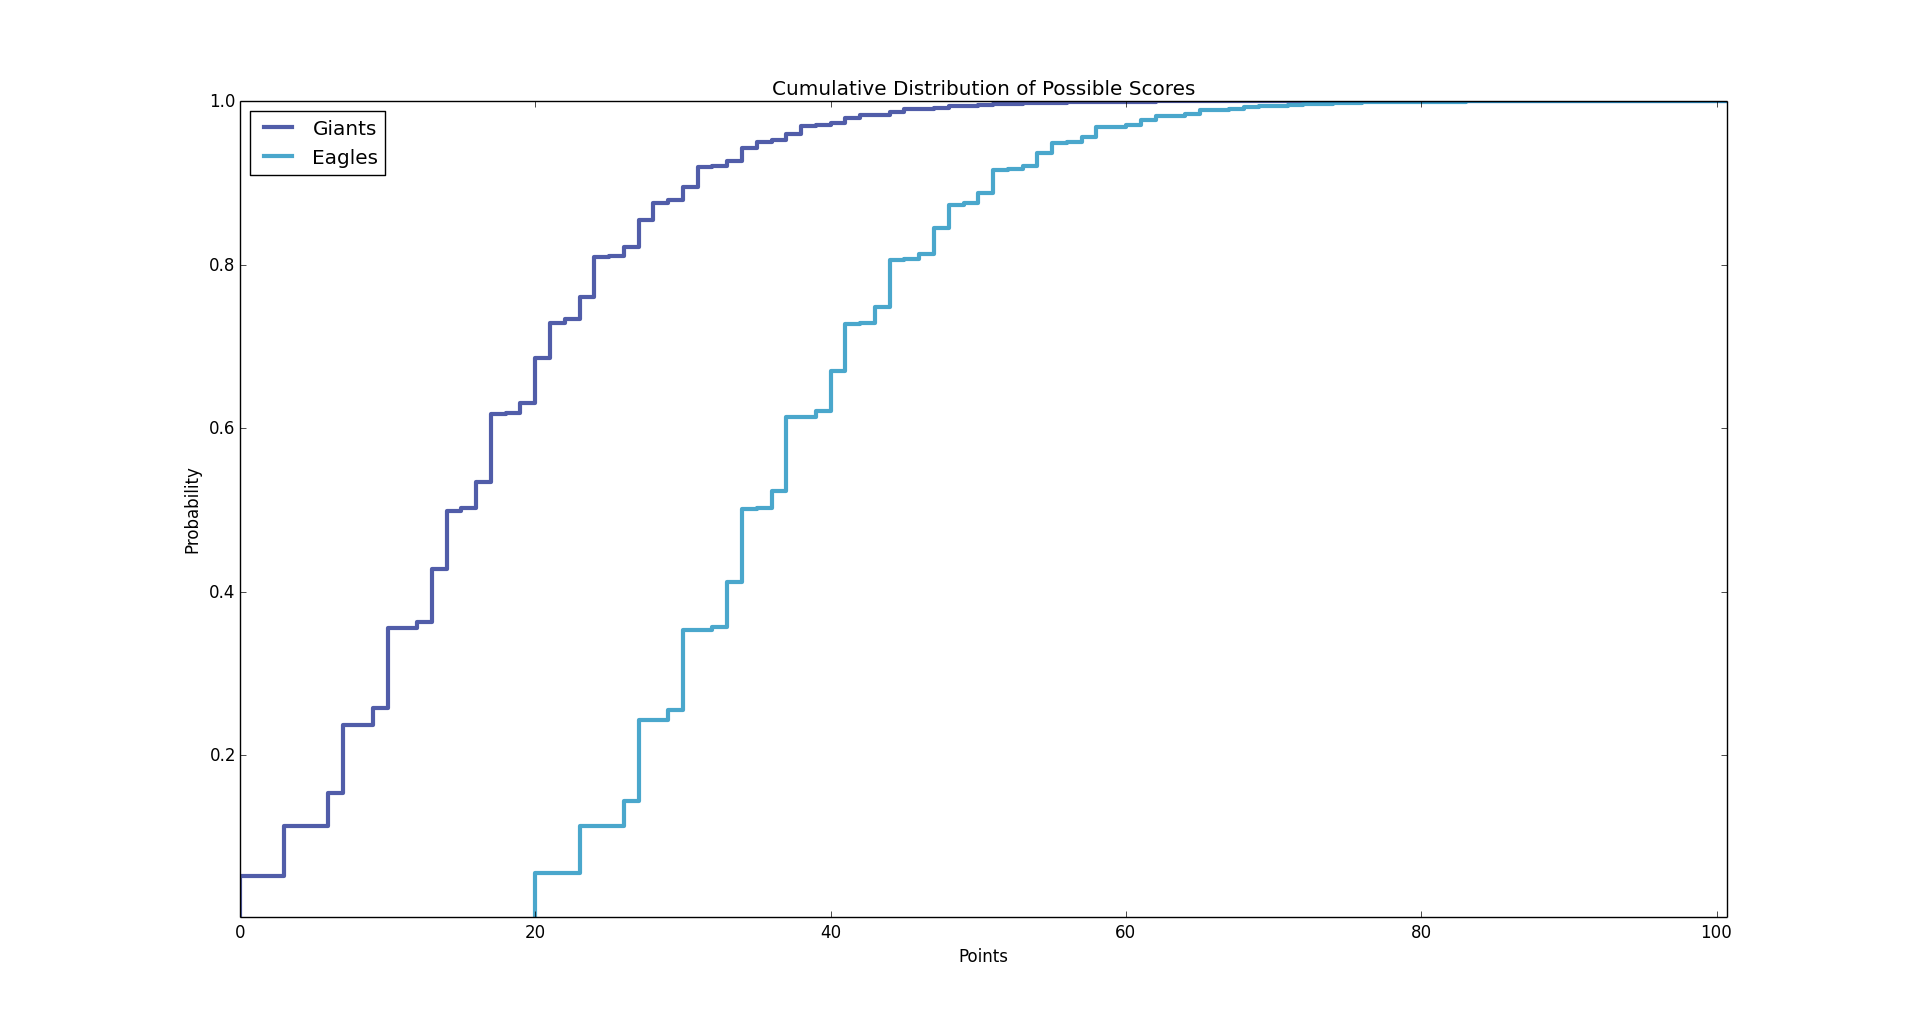 Cumulative Distribution of Possible Scores
1.0
Giants
Eagles
0.8
0.6
Probability
0.4
0.2
0 20 40 60 80 100
Points